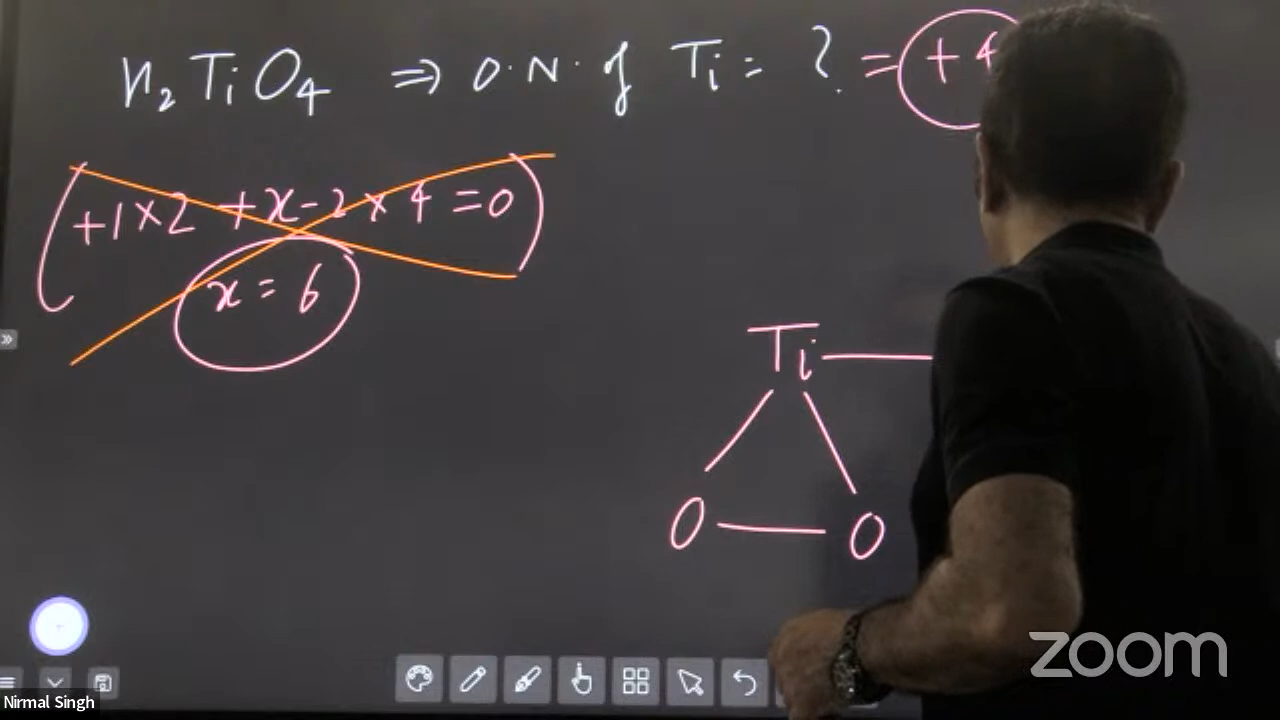 H₂TiO₄ ⇒ O.N. of Ti = ? = +4
+1×2 +x-2×4 =0
x = 6
Ti
O O
zoom
Nirmal Singh